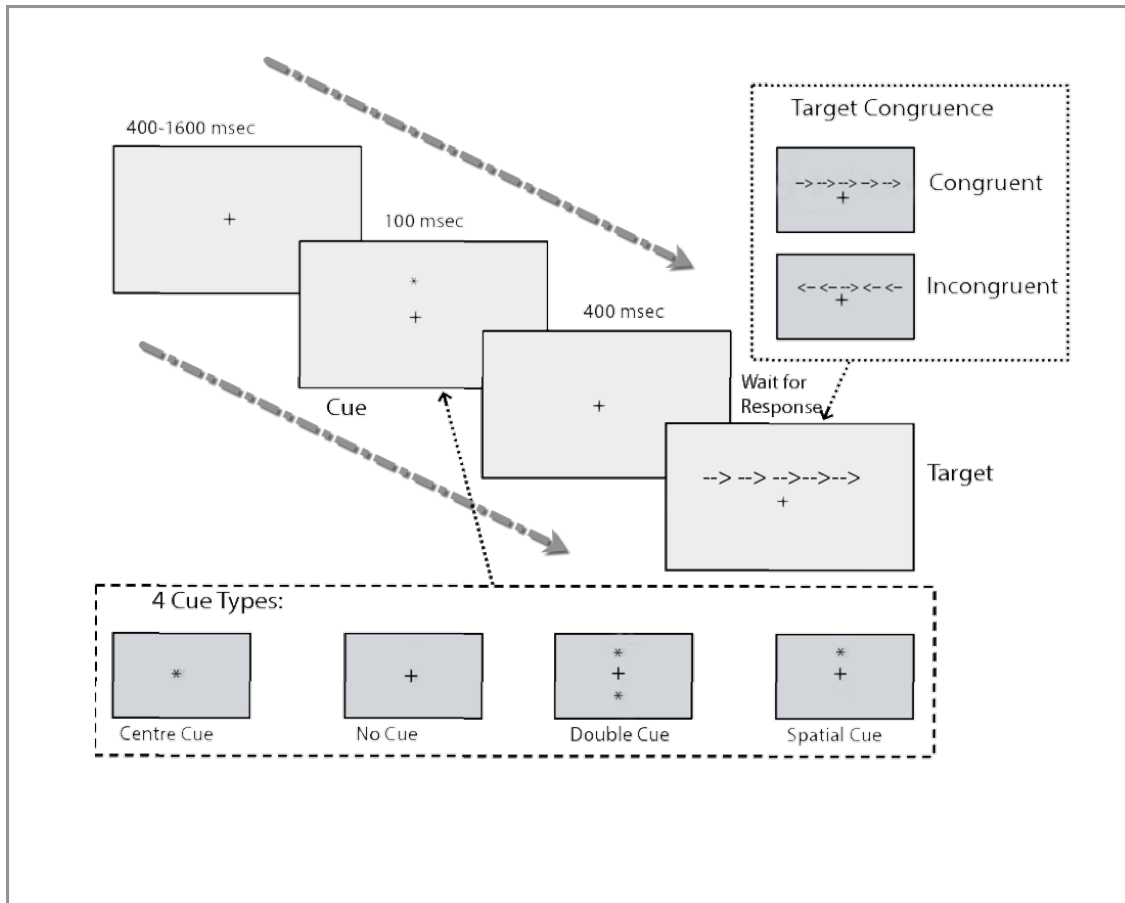 400-1600 msec
+
100 msec
*
+
Cue
400 msec
+
Wait for
Response
--> --> -->-->-->
+
Target
Target Congruence
--> --> --> --> -->
+
Congruent
<-- <-- --> <-- <--
+
Incongruent
4 Cue Types:
*
Centre Cue
+
No Cue
*
+
*
Double Cue
*
+
Spatial Cue